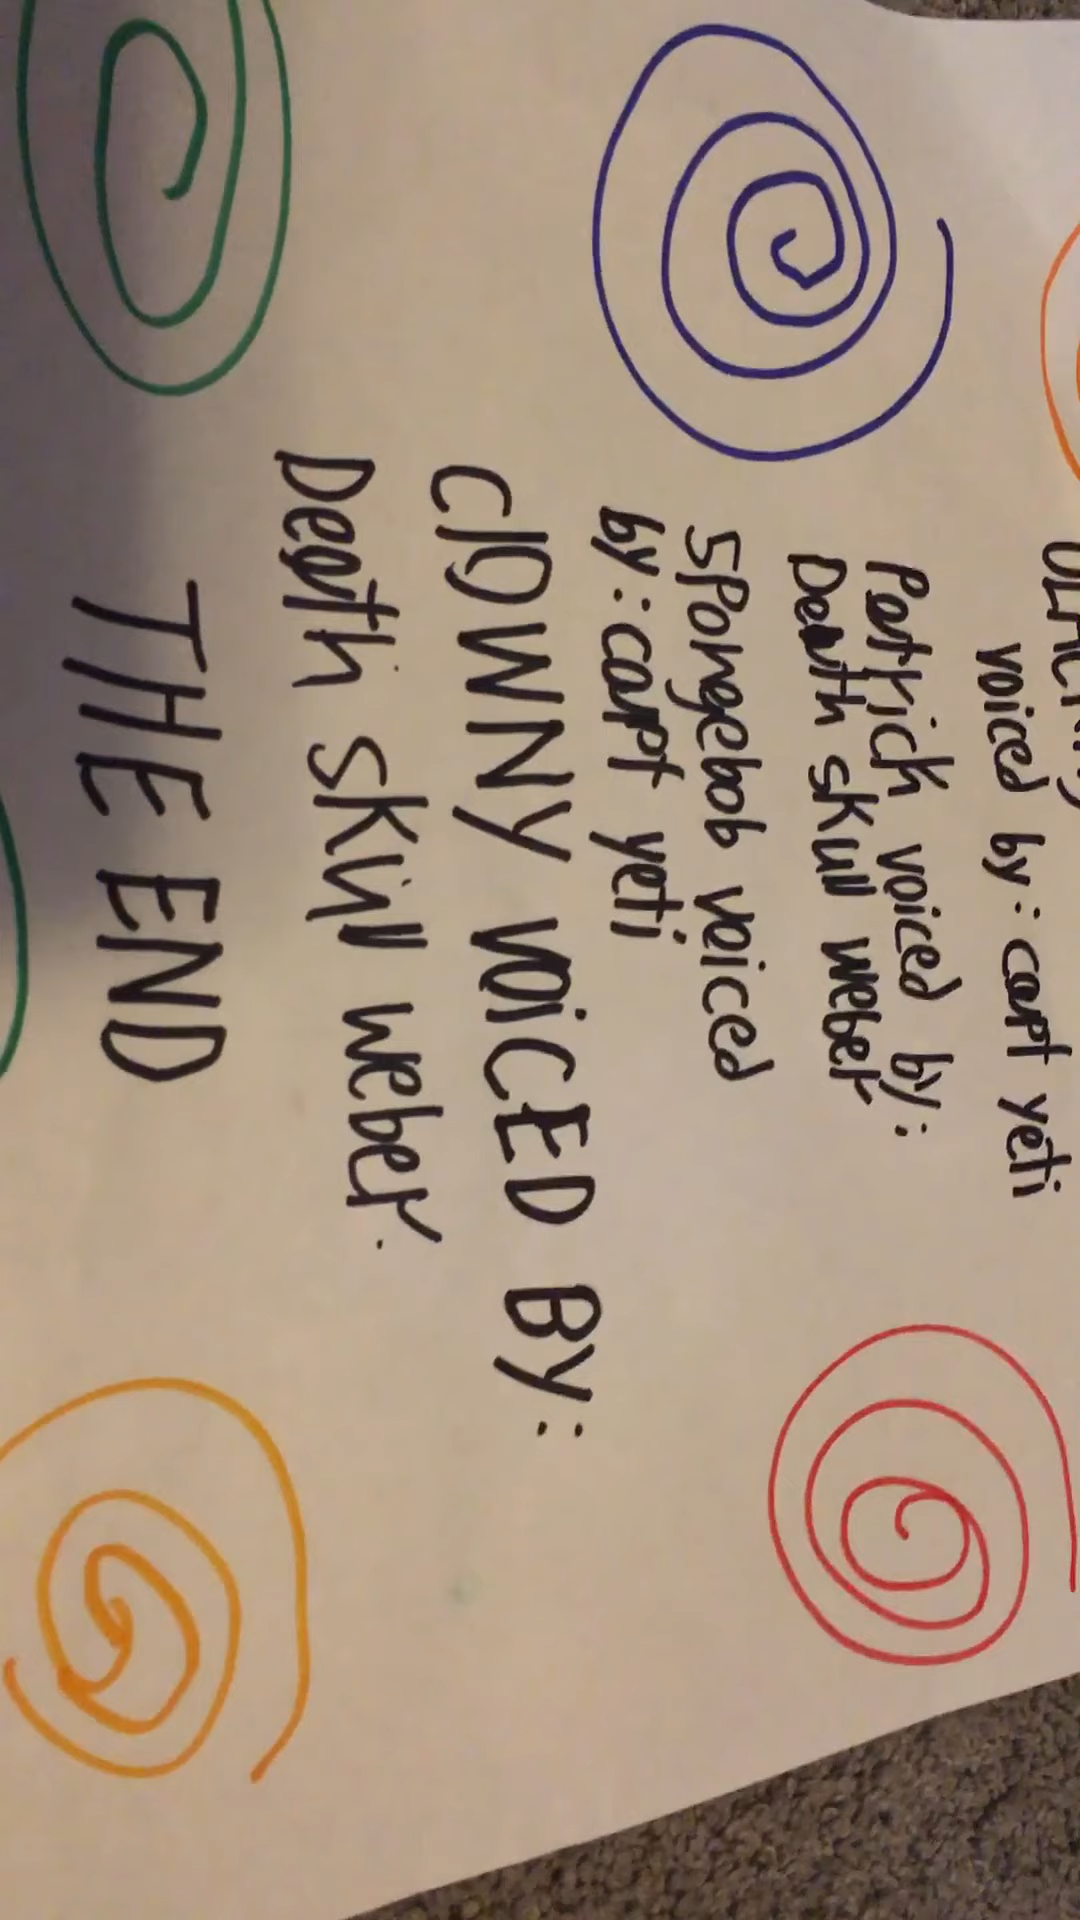 voiced by: capt yeti
Patrick voiced by:
Death skull weber
Spongebob voiced
by: capt yeti
ClOWNY VOiCED BY:
Death skull weber.
THE END